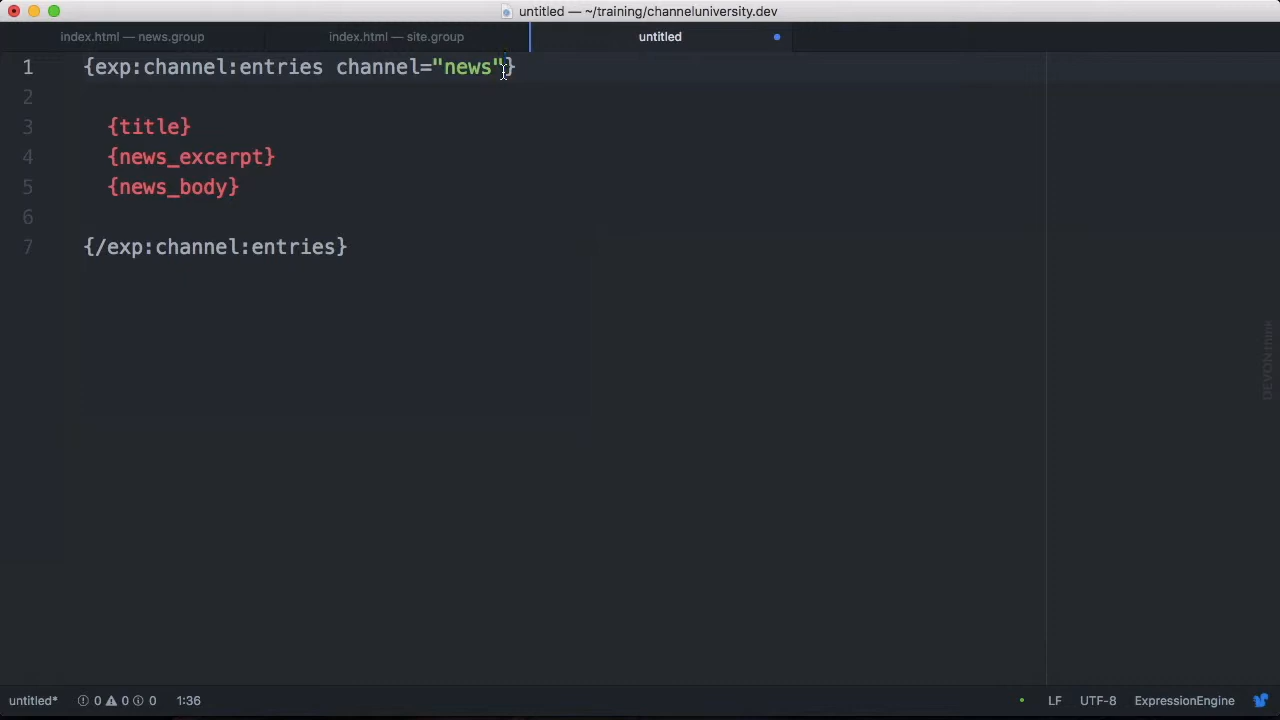 untitled — ~/training/channeluniversity.dev
index.html — news.group index.html — site.group untitled
1 {exp:channel:entries channel="news"}
2
3 {title}
4 {news_excerpt}
5 {news_body}
6
7 {/exp:channel:entries}
DEVONthink
untitled* 0 0 0 1:36 LF UTF-8 ExpressionEngine